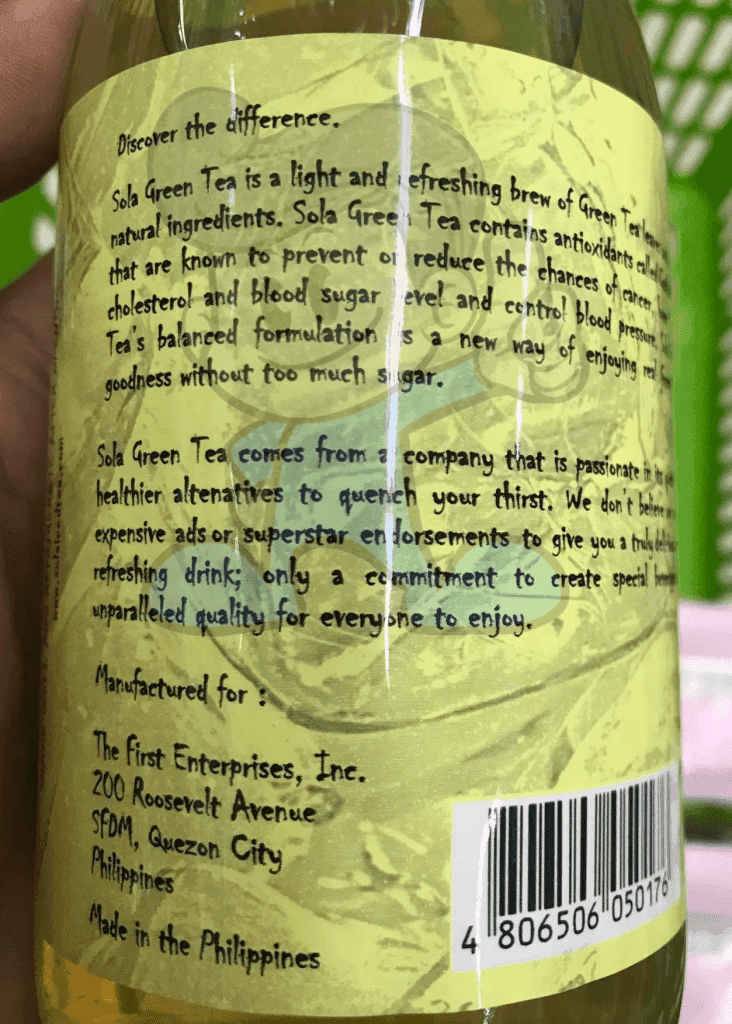 Discover the difference.
Sola Green Tea is a light and refreshing brew of Green Tea
natural ingredients. Sola Green Tea contains antioxidants
that are known to prevent or reduce the chances of cancer,
cholesterol and blood sugar level and control blood pressure.
Tea's balanced formulation is a new way of enjoying
goodness without too much sugar.
Sola Green Tea comes from a company that is passionate in
healthier altenatives to quench your thirst. We don't believe
expensive ads or superstar endorsements to give you a truly
refreshing drink; only a commitment to create special
unparalleled quality for everyone to enjoy.
Manufactured for :
The First Enterprises, Inc.
200 Roosevelt Avenue
SFDM, Quezon City
Philippines
Made in the Philippines
4 806506 050176